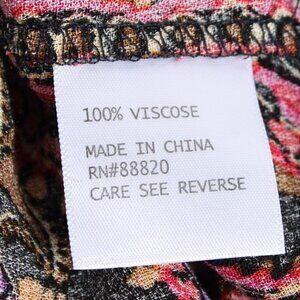 100% VISCOSE
MADE IN CHINA
RN#88820
CARE SEE REVERSE